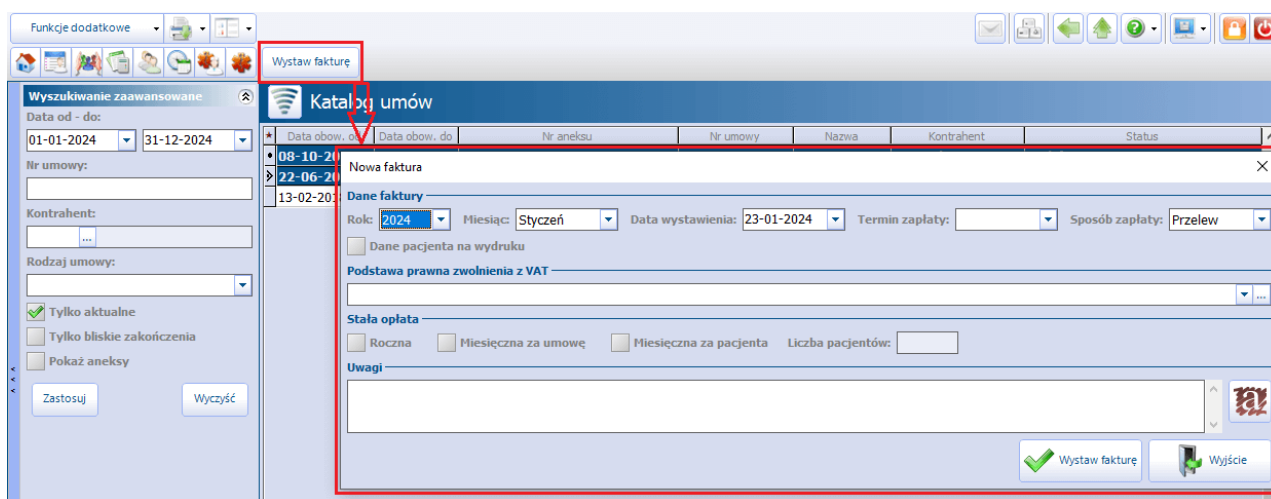 Funkcje dodatkowe
Wystaw fakturę
Wyszukiwanie zaawansowane
Data od - do:
01-01-2024 31-12-2024
Nr umowy:
Kontrahent:
...
Rodzaj umowy:
Tylko aktualne
Tylko bliskie zakończenia
Pokaż aneksy
Zastosuj Wyczyść
Katalog umów
Data obow. od Data obow. do Nr aneksu Nr umowy Nazwa Kontrahent Status
08-10-20
22-06-20
13-02-201
Nowa faktura
Dane faktury
Rok: 2024 Miesiąc: Styczeń Data wystawienia: 23-01-2024 Termin zapłaty: Sposób zapłaty: Przelew
Dane pacjenta na wydruku
Podstawa prawna zwolnienia z VAT
...
Stała opłata
Roczna Miesięczna za umowę Miesięczna za pacjenta Liczba pacjentów:
Uwagi
Wystaw fakturę Wyjście